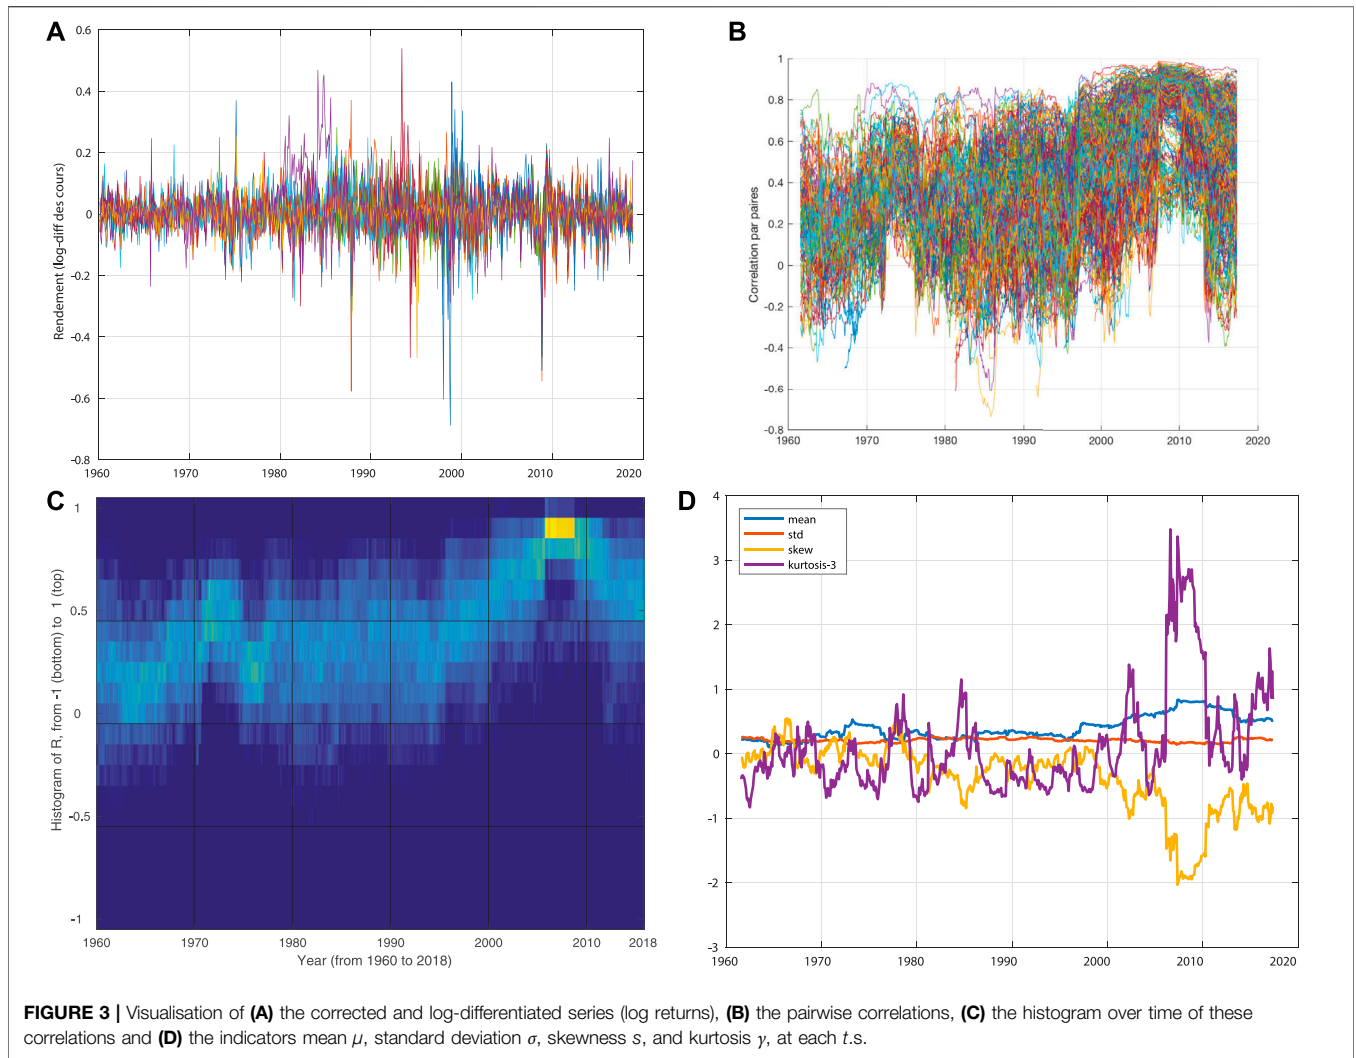 A
0.6
0.4
0.2
0
-0.2
-0.4
-0.6
-0.8
Rendement (log-diff des cours)
1960 1970 1980 1990 2000 2010 2020
B
1
0.8
0.6
0.4
0.2
0
-0.2
-0.4
-0.6
-0.8
Correlation par paires
1960 1970 1980 1990 2000 2010 2020
C
1
0.5
0
-0.5
-1
Histogram of R, from -1 (bottom) to 1 (top)
1960 1970 1980 1990 2000 2010 2018
Year (from 1960 to 2018)
D
4
3
2
1
0
-1
-2
-3
mean
std
skew
kurtosis-3
1960 1970 1980 1990 2000 2010 2020
FIGURE 3 | Visualisation of (A) the corrected and log-differentiated series (log returns), (B) the pairwise correlations, (C) the histogram over time of these
correlations and (D) the indicators mean μ, standard deviation σ, skewness s, and kurtosis γ, at each t.s.